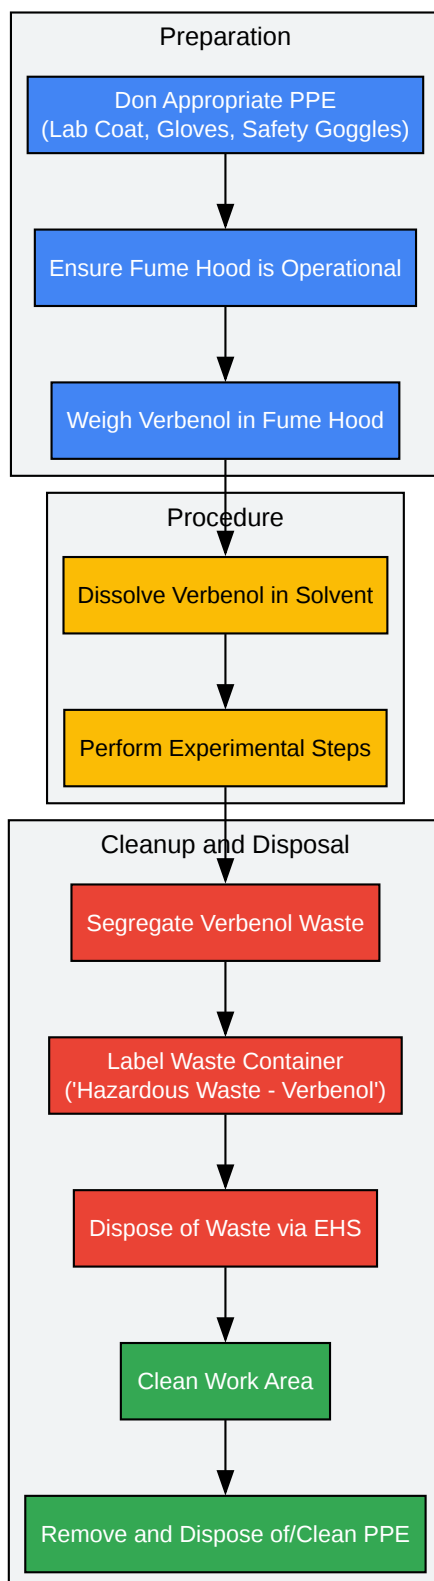 Preparation
Don Appropriate PPE
(Lab Coat, Gloves, Safety Goggles)
Ensure Fume Hood is Operational
Weigh Verbenol in Fume Hood
Procedure
Dissolve Verbenol in Solvent
Perform Experimental Steps
Cleanup and Disposal
Segregate Verbenol Waste
Label Waste Container
('Hazardous Waste - Verbenol')
Dispose of Waste via EHS
Clean Work Area
Remove and Dispose of/Clean PPE